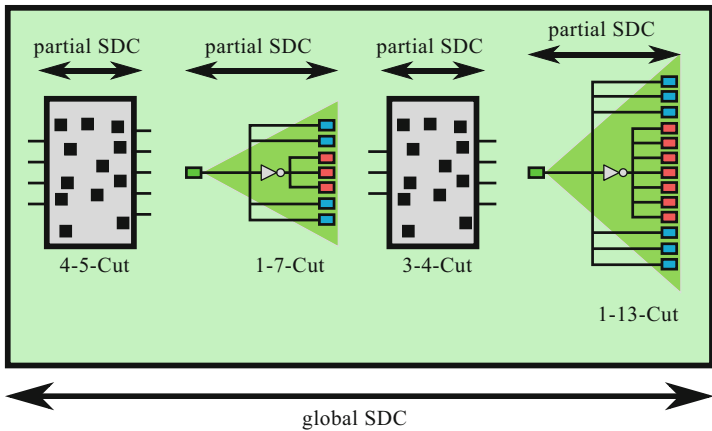 partial SDC
partial SDC
partial SDC
partial SDC
4-5-Cut
1-7-Cut
3-4-Cut
1-13-Cut
global SDC